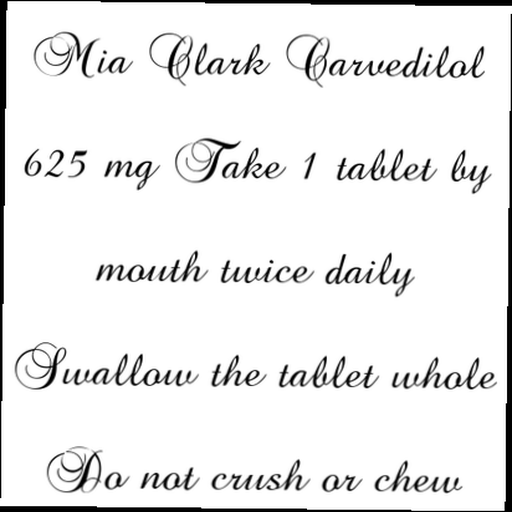 Mia Clark Carvedilol
625 mg Take 1 tablet by
mouth twice daily
Swallow the tablet whole
Do not crush or chew